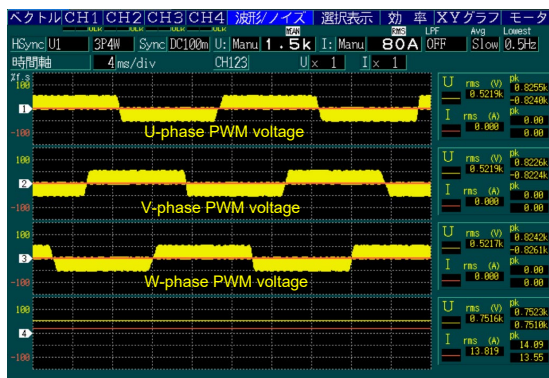 ベクトル CH1 CH2 CH3 CH4 波形/ノイズ 選択表示 効 率 XYグラフ モータ
MEAN RMS LPF Avg Lowest
HSync U1 3P4W Sync DC100m U: Manu 1.5k I: Manu 80A OFF Slow 0.5Hz
時間軸 4 ms/div CH123 U× 1 I× 1
%f.s
100
1
-100
U-phase PWM voltage
U rms (V) pk
0.5219k 0.8255k
-0.8240k
I rms (A) pk
0.000 0.00
0.00
100
2
-100
V-phase PWM voltage
U rms (V) pk
0.5219k 0.8226k
-0.8224k
I rms (A) pk
0.000 0.00
0.00
100
3
-100
W-phase PWM voltage
U rms (V) pk
0.5217k 0.8242k
-0.8261k
I rms (A) pk
0.000 0.00
0.00
100
4
-100
U rms (V) pk
0.7516k 0.7523k
0.7510k
I rms (A) pk
13.819 14.09
13.55